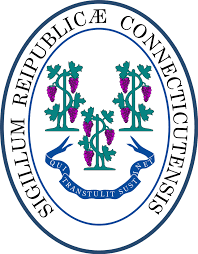 SIGILLUM REIPUBLICÆ CONNECTICUTENSIS
QUI TRANSTULIT SUSTINET